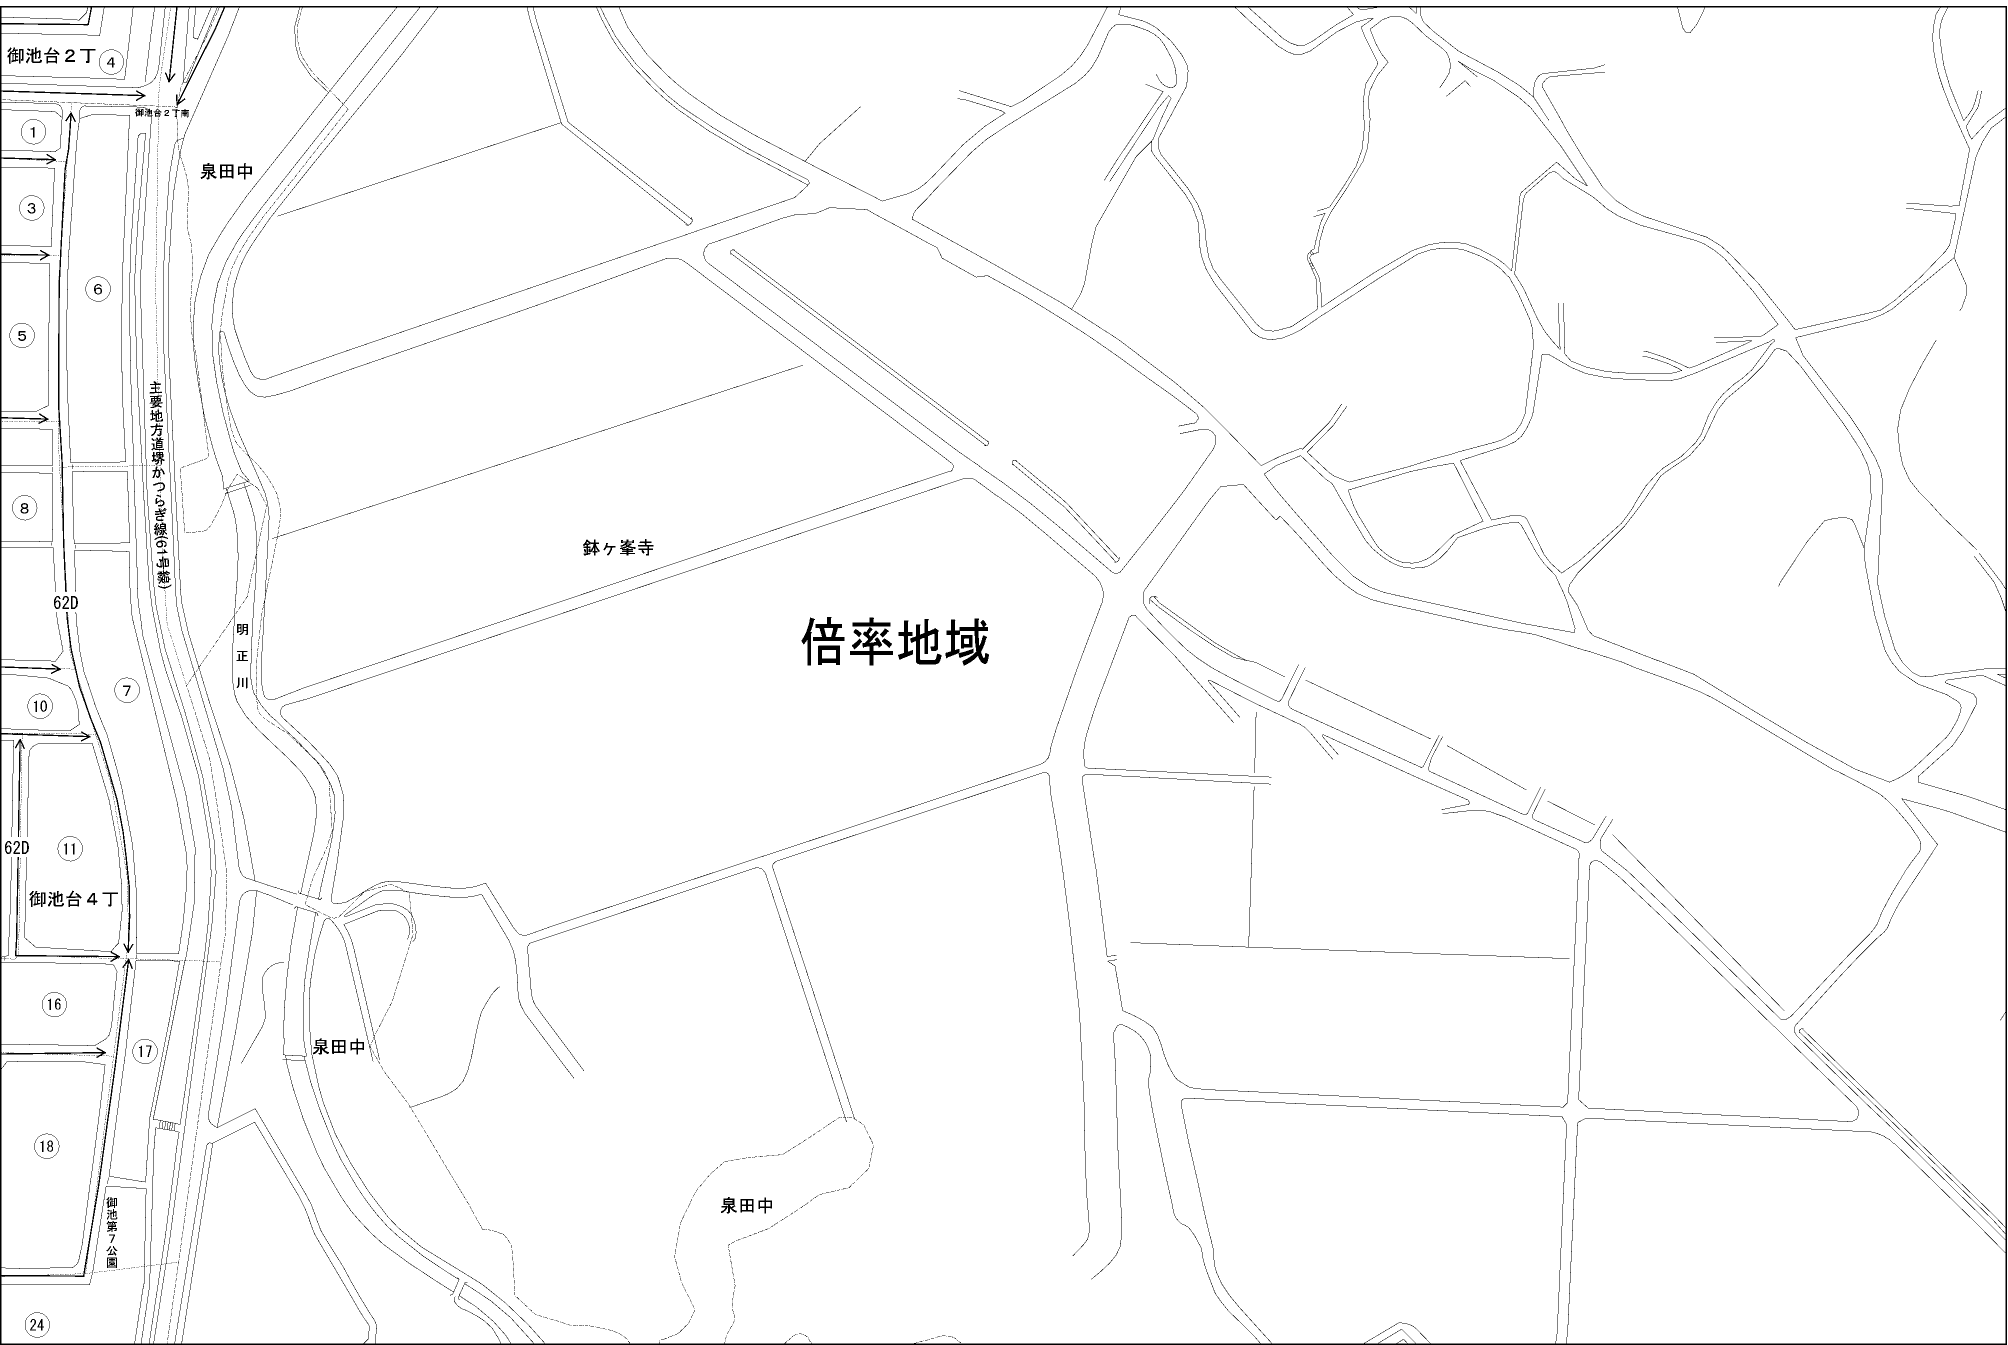 御池台２丁
4
御池台２丁南
1
泉田中
3
6
5
主要地方道堺かつらぎ線(61号線)
8
鉢ヶ峯寺
62D
明正川
倍率地域
7
10
62D
11
御池台４丁
16
17
泉田中
18
御池第７公園
泉田中
24